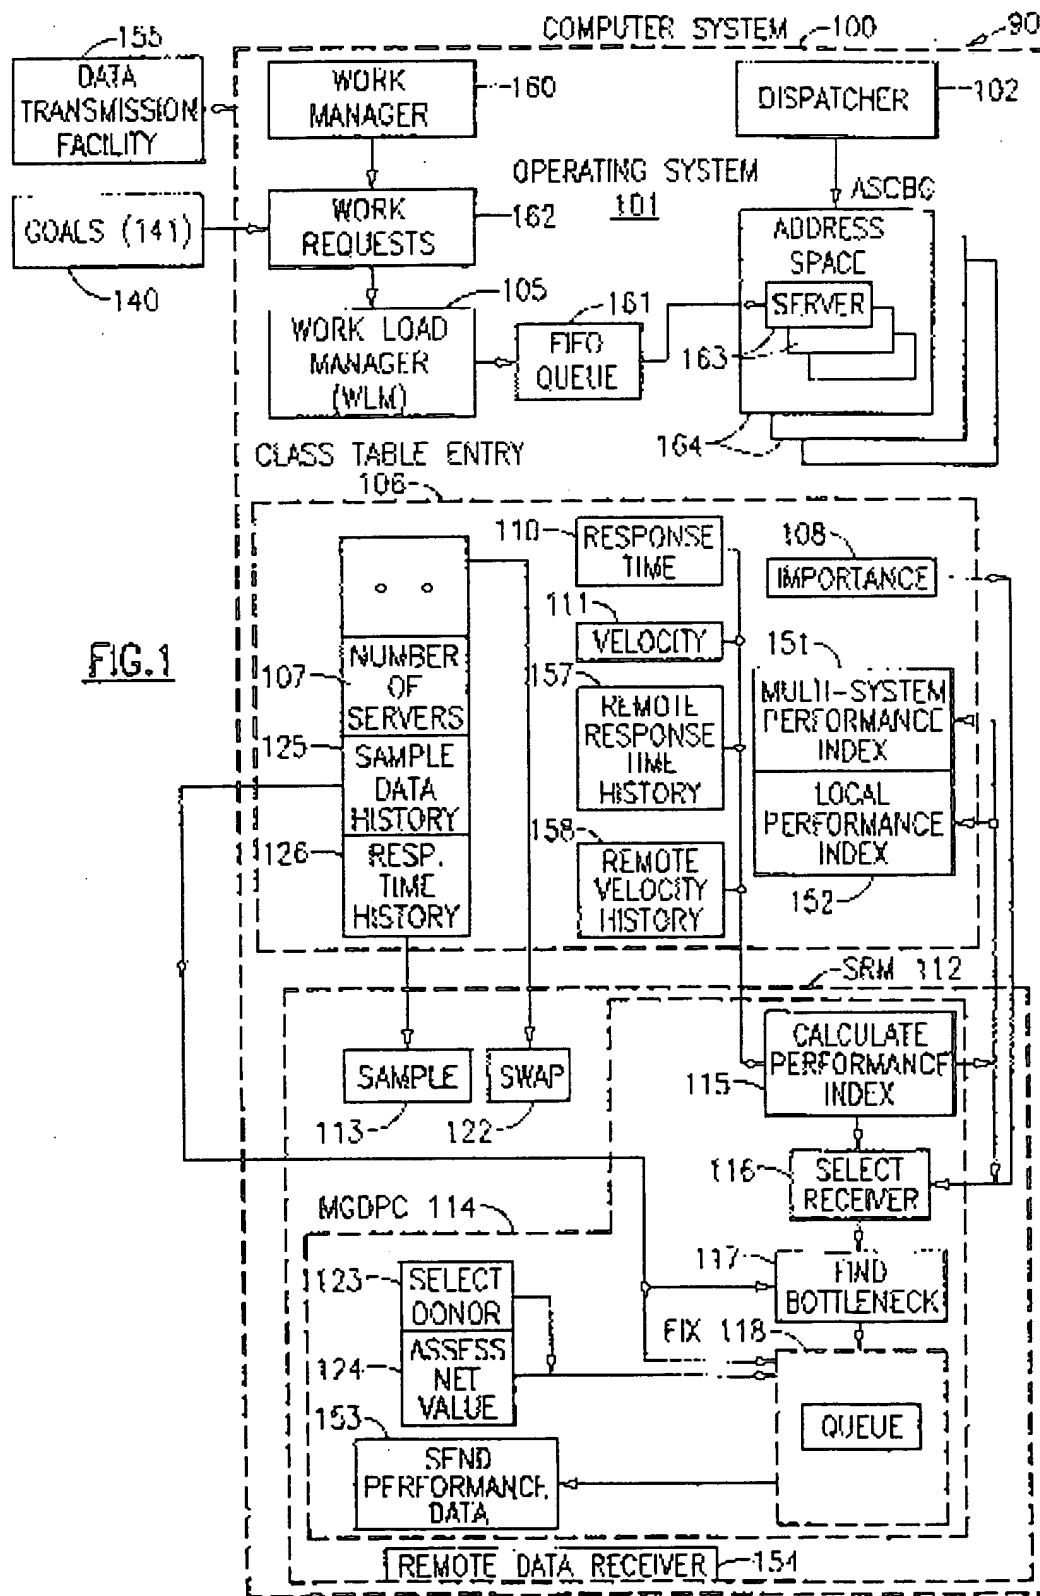 COMPUTER SYSTEM 100 90
155
DATA
TRANSMISSION
FACILITY
WORK
MANAGER
160
DISPATCHER
102
OPERATING SYSTEM
101
ASCBG
GOALS (141)
140
WORK
REQUESTS
162
ADDRESS
SPACE
SERVER
163
164
105
WORK LOAD
MANAGER
(WLM)
161
FIFO
QUEUE
CLASS TABLE ENTRY
106
110
RESPONSE
TIME
108
IMPORTANCE
111
VELOCITY
FIG.1
107
NUMBER
OF
SERVERS
125
SAMPLE
DATA
HISTORY
126
RESP.
TIME
HISTORY
157
REMOTE
RESPONSE
TIME
HISTORY
151
MULTI-SYSTEM
PERFORMANCE
INDEX
LOCAL
PERFORMANCE
INDEX
152
158
REMOTE
VELOCITY
HISTORY
SRM 112
SAMPLE
113
SWAP
122
CALCULATE
PERFORMANCE
INDEX
115
116
SELECT
RECEIVER
MGDPC 114
117
FIND
BOTTLENECK
123
SELECT
DONOR
124
ASSESS
NET
VALUE
FIX 118
QUEUE
153
SEND
PERFORMANCE
DATA
REMOTE DATA RECEIVER
154